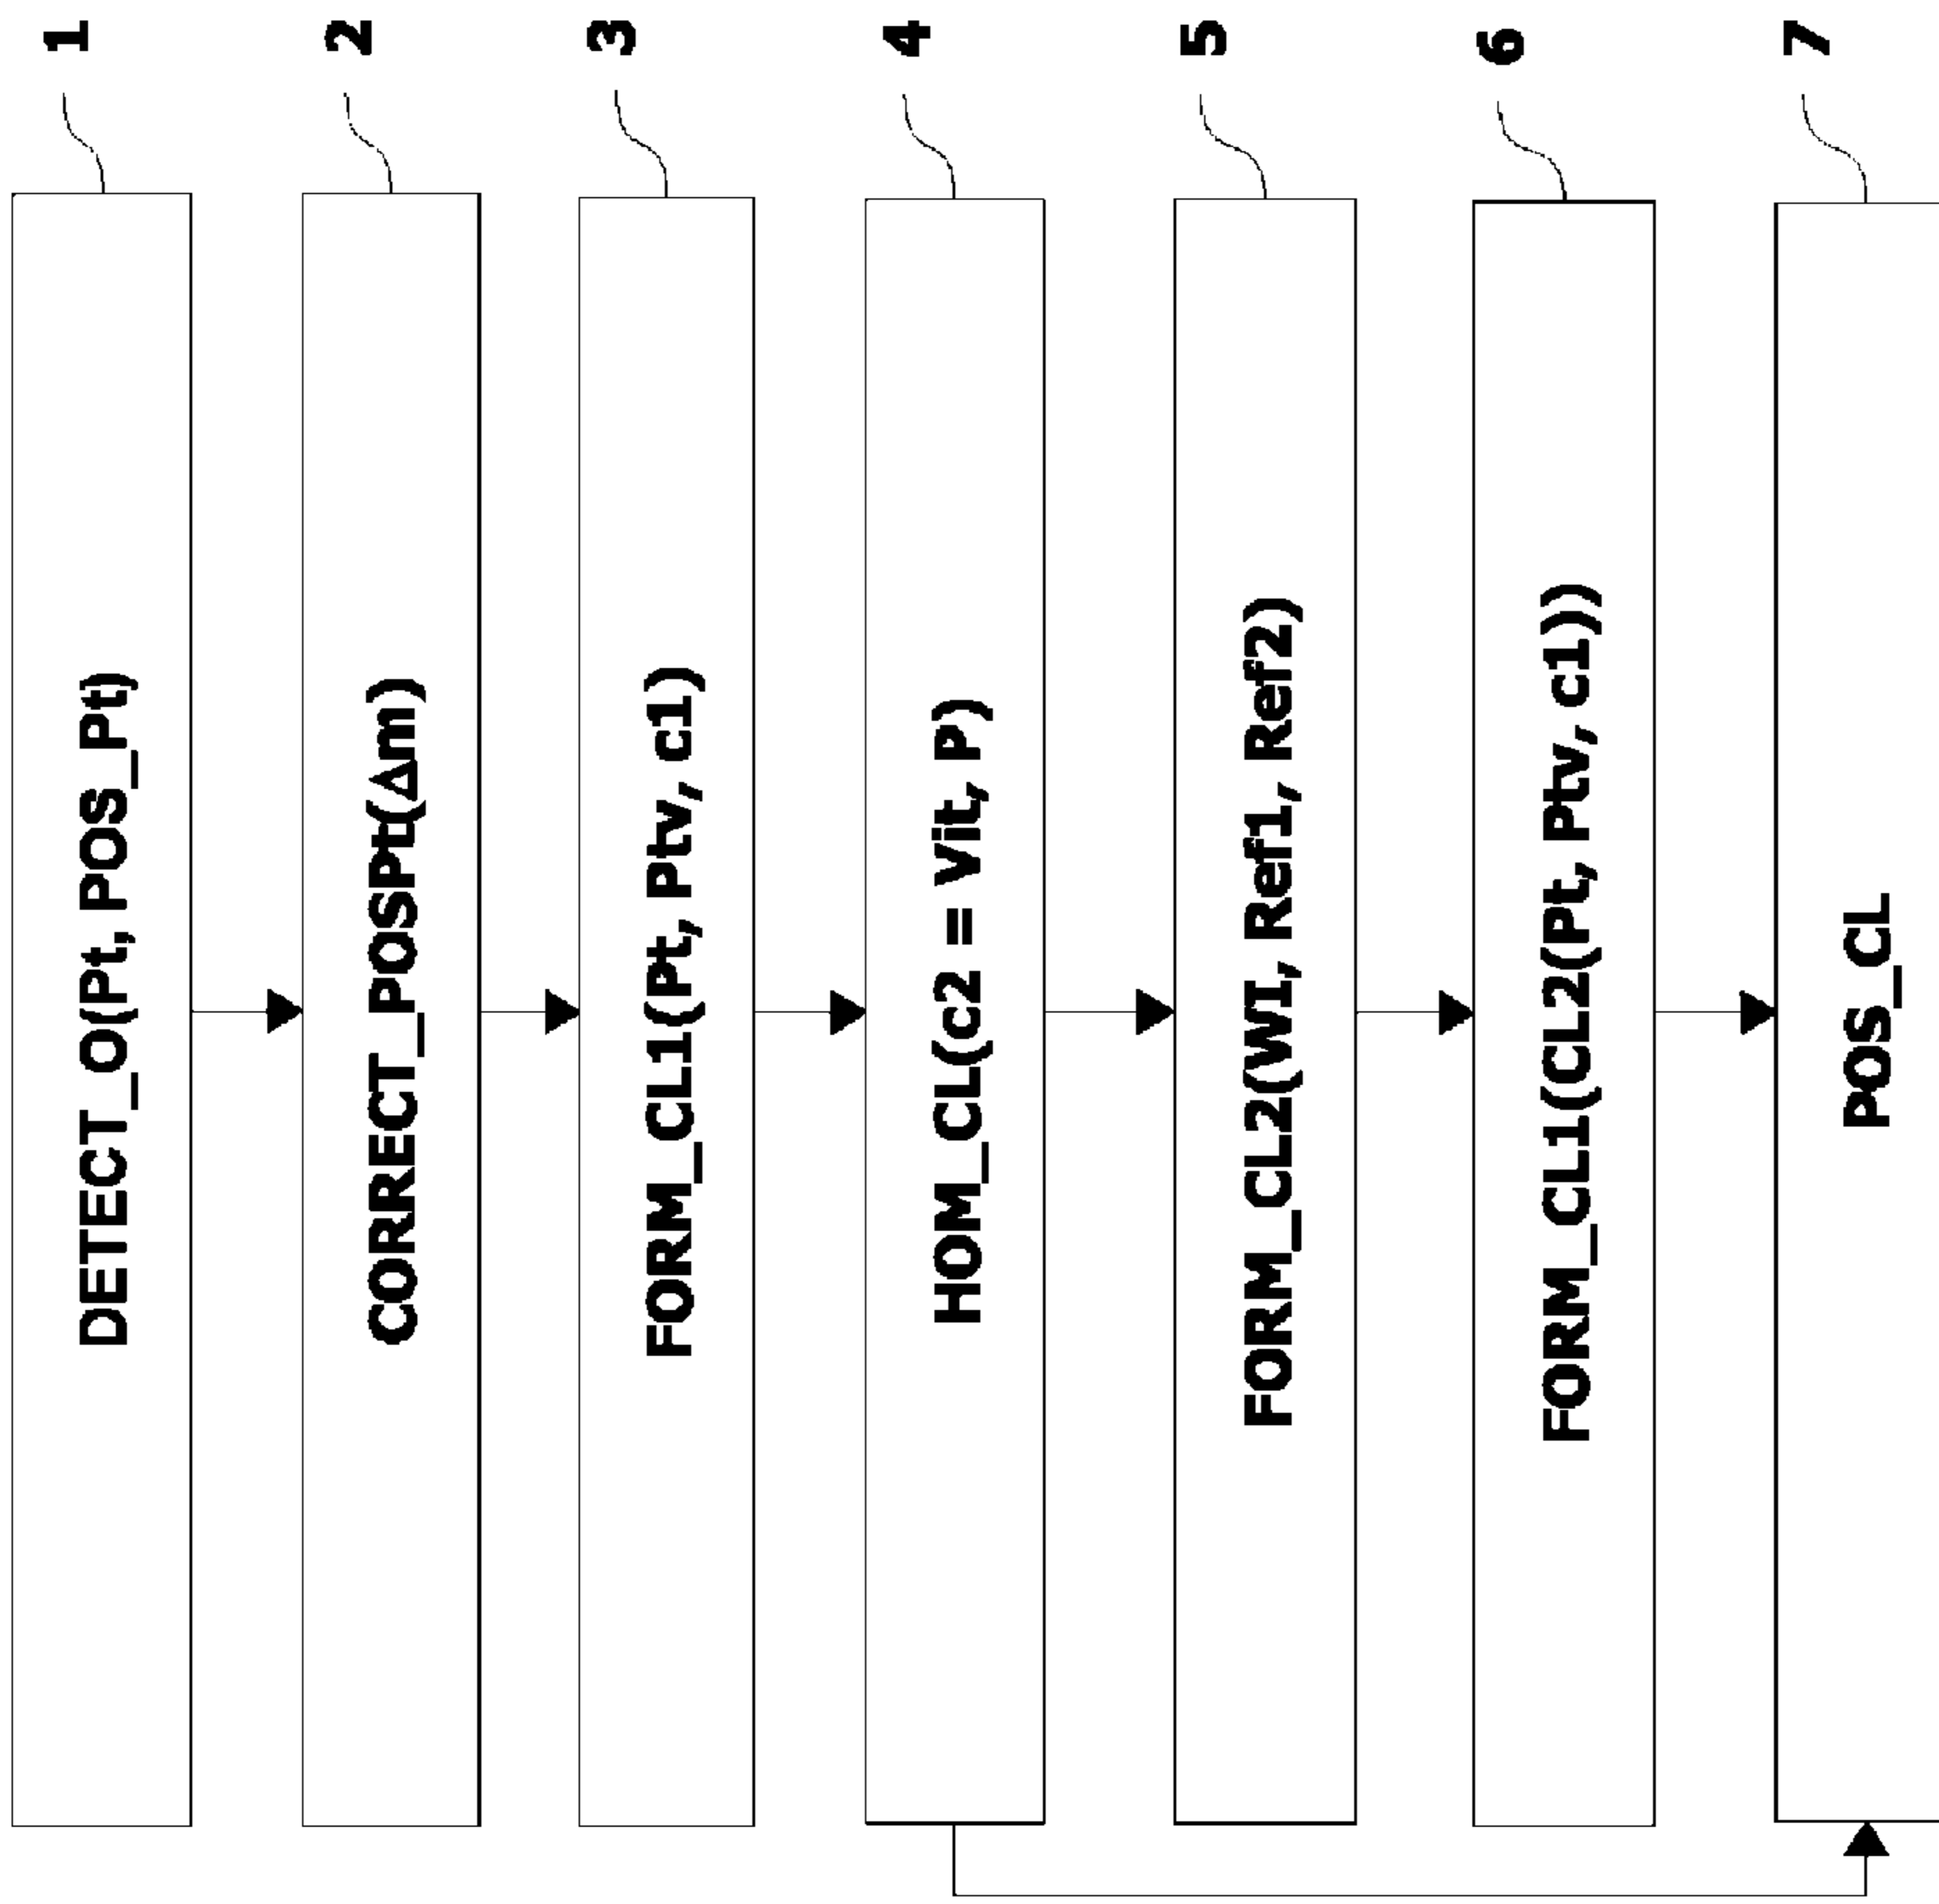 1
DETECT_O(Pt, POS_Pt)
2
CORRECT_POSPt(Δm)
3
FORM_CL1(Pt, Ptv, c1)
4
HOM_CL(c2 = Vit, P)
5
FORM_CL2(WI, Ref1, Ref2)
6
FORM_CL1(CL2(Pt, Ptv, c1))
7
POS_CL